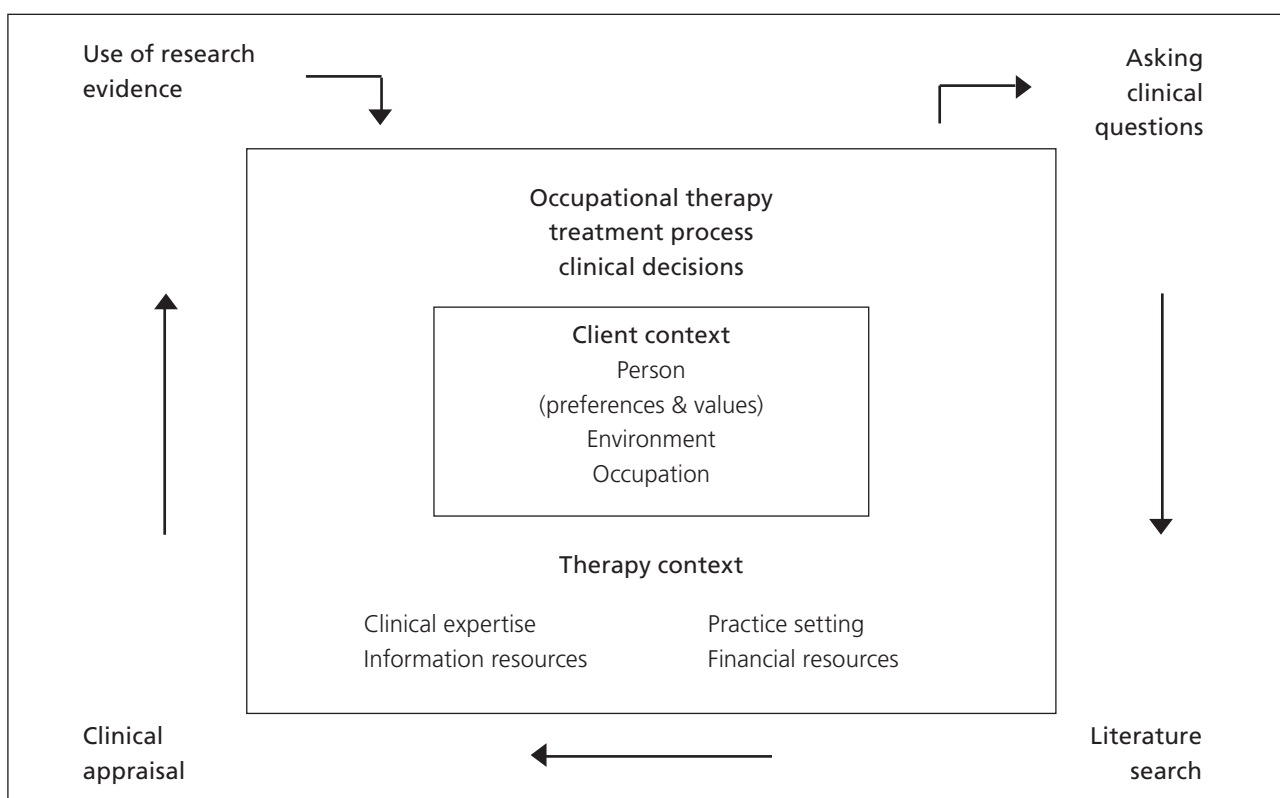 Use of research
evidence
Asking
clinical
questions
Occupational therapy
treatment process
clinical decisions
Client context
Person
(preferences & values)
Environment
Occupation
Therapy context
Clinical expertise
Information resources
Practice setting
Financial resources
Clinical
appraisal
Literature
search